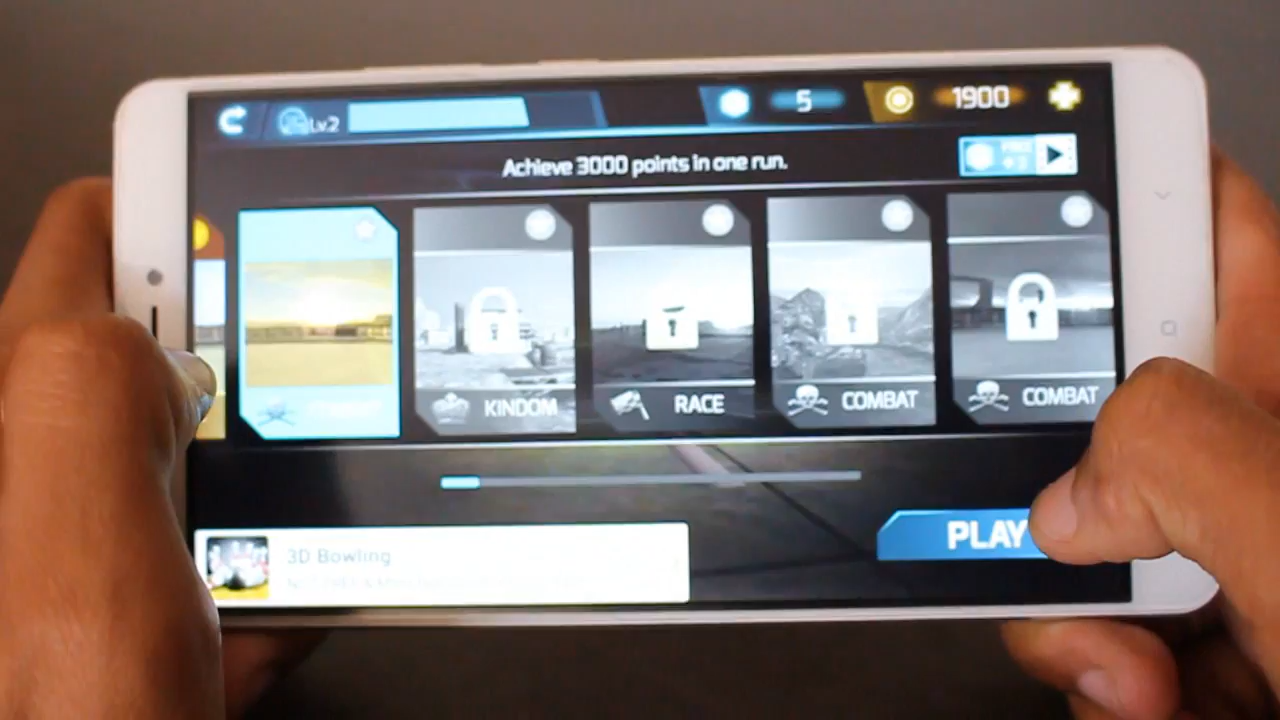 Lv.2
5
1900
Achieve 3000 points in one run.
KINDOM
RACE
COMBAT
COMBAT
PLAY
3D Bowling